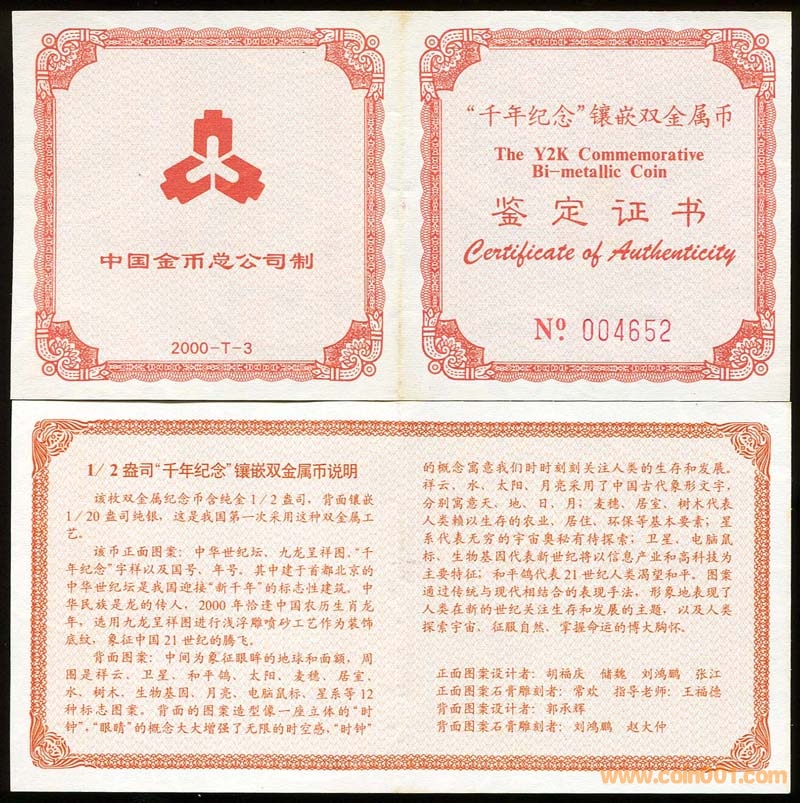 中国金币总公司制
2000-T-3
“千年纪念”镶嵌双金属币
The Y2K Commemorative
Bi-metallic Coin
鉴定证书
Certificate of Authenticity
Nº 004652
1/2盎司“千年纪念”镶嵌双金属币说明
该枚双金属纪念币含纯金1/2盎司，背面镶嵌
1/20盎司纯银，这是我国第一次采用这种双金属工
艺。
该币正面图案：中华世纪坛、九龙呈祥图、“千
年纪念”字样以及国号、年号。其中建于首都北京的
中华世纪坛是我国迎接“新千年”的标志性建筑。中
华民族是龙的传人，2000年恰逢中国农历生肖龙
年，选用九龙呈祥图进行浅浮雕喷砂工艺作为装饰
底纹，象征中国21世纪的腾飞。
背面图案：中间为象征眼眸的地球和面额，周
图是祥云、卫星、和平鸽、太阳、麦穗、居室、
水、树木、生物基因、月亮、电脑鼠标、星系等12
种标志图案。背面的图案造型像一座立体的“时
钟”，“眼睛”的概念大大增强了无限的时空感，“时钟”
的概念寓意我们时时刻刻关注人类的生存和发展。
祥云、水、太阳、月亮采用了中国古代象形文字，
分别寓意天、地、日、月；麦穗、居室、树木代表
人类赖以生存的农业、居住、环保等基本要素；星
系代表无穷的宇宙奥秘有待探索；卫星、电脑鼠
标、生物基因代表新世纪将以信息产业和高科技为
主要特征；和平鸽代表21世纪人类渴望和平。图案
通过传统与现代相结合的表现手法，形象地表现了
人类在新的世纪关注生存和发展的主题，以及人类
探索宇宙、征服自然、掌握命运的博大胸怀。
正面图案设计者：胡福庆 储魏 刘鸿鹏 张江
正面图案石膏雕刻者：常欢 指导老师：王福德
背面图案设计者：郭承辉
背面图案石膏雕刻者：刘鸿鹏 赵大仲
www.coin001.com